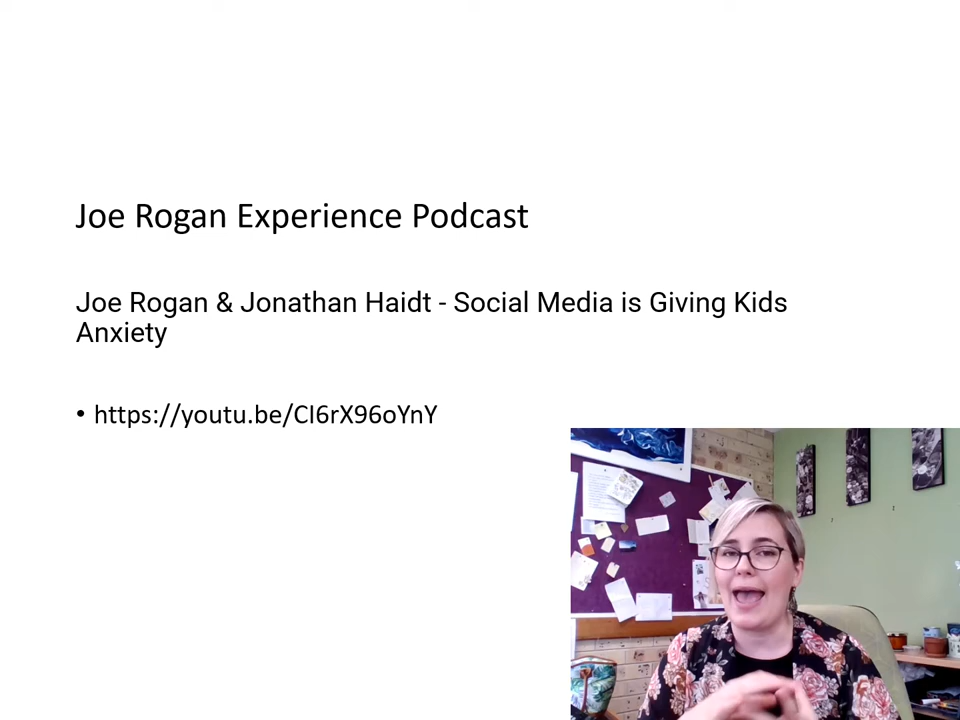 Joe Rogan Experience Podcast
Joe Rogan & Jonathan Haidt - Social Media is Giving Kids
Anxiety
• https://youtu.be/CI6rX96oYnY